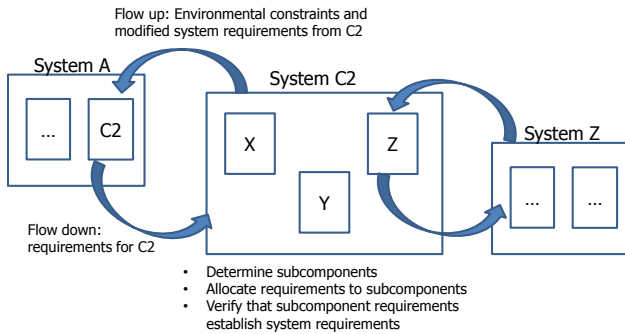 Flow up: Environmental constraints and
modified system requirements from C2
System A
System C2
System Z
...
C2
X
Z
Y
...
...
Flow down:
requirements for C2
• Determine subcomponents
• Allocate requirements to subcomponents
• Verify that subcomponent requirements
establish system requirements